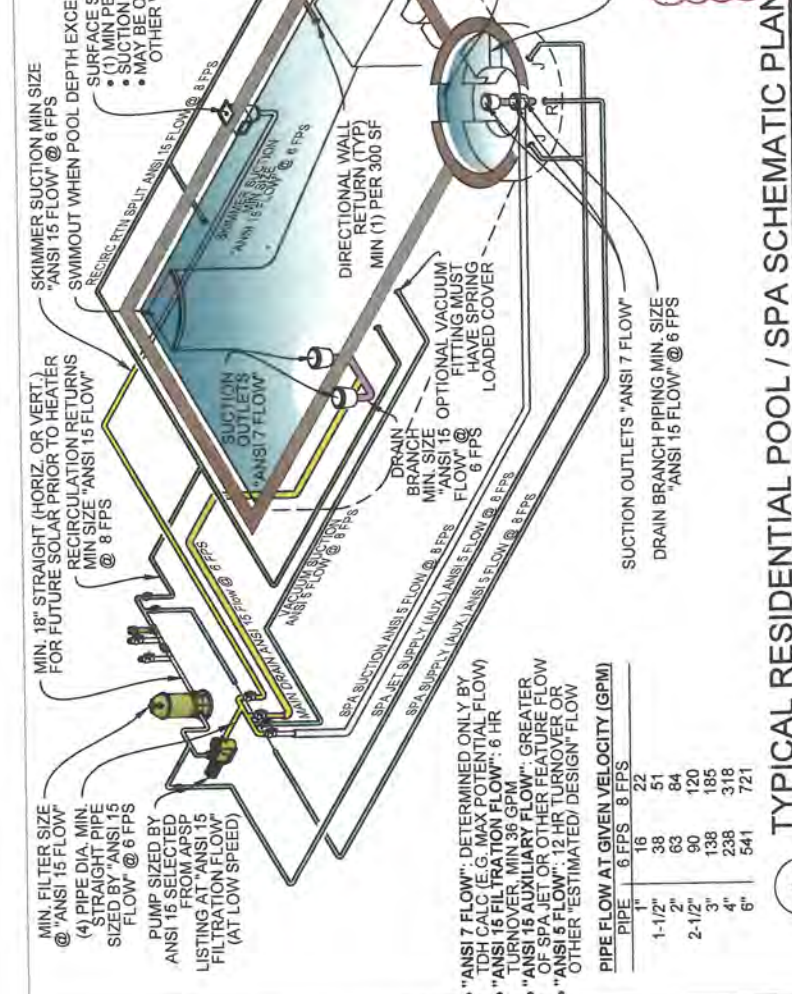 MIN. FILTER SIZE
@ "ANSI 15 FLOW"
(4) PIPE DIA. MIN.
STRAIGHT PIPE
SIZED BY "ANSI 15
FLOW" @ 6 FPS
PUMP SIZED BY
ANSI 15 SELECTED
FROM APSP
LISTING AT "ANSI 15
FILTRATION FLOW"
(AT LOW SPEED)
MIN. 18" STRAIGHT (HORIZ. OR VERT.)
FOR FUTURE SOLAR PRIOR TO HEATER
RECIRCULATION RETURNS
MIN SIZE "ANSI 15 FLOW"
@ 8 FPS
SKIMMER SUCTION MIN SIZE
"ANSI 15 FLOW" @ 6 FPS
SWIMOUT WHEN POOL DEPTH EXCE
SURFACE S
• (1) MIN PE
• SUCTION
• MAY BE O
OTHER
RECIRC RTN SPLIT ANSI 15 FLOW @ 8 FPS
SKIMMER SUCTION
MIN SIZE
"ANSI 15 FLOW" @ 6 FPS
SUCTION
OUTLETS
"ANSI 7 FLOW"
DIRECTIONAL WALL
RETURN (TYP)
MIN (1) PER 300 SF
DRAIN
BRANCH
MIN. SIZE
"ANSI 15
FLOW" @
6 FPS
OPTIONAL VACUUM
FITTING MUST
HAVE SPRING
LOADED COVER
MAIN DRAIN ANSI 15 FLOW @ 6 FPS
VACUUM SUCTION
ANSI 5 FLOW @ 8 FPS
SPA SUCTION ANSI 5 FLOW @ 8 FPS
SPA JET SUPPLY (AUX.) ANSI 5 FLOW @ 8 FPS
SPA SUPPLY (AUX.) ANSI 5 FLOW @ 8 FPS
SUCTION OUTLETS "ANSI 7 FLOW"
DRAIN BRANCH PIPING MIN. SIZE
"ANSI 15 FLOW" @ 6 FPS
• "ANSI 7 FLOW": DETERMINED ONLY BY
TDH CALC (E.G. MAX POTENTIAL FLOW)
• "ANSI 15 FILTRATION FLOW": 6 HR
TURNOVER, MIN 36 GPM
• "ANSI 15 AUXILIARY FLOW": GREATER
OF SPA JET OR OTHER FEATURE FLOW
• "ANSI 5 FLOW": 12 HR TURNOVER OR
OTHER "ESTIMATED/ DESIGN" FLOW
PIPE FLOW AT GIVEN VELOCITY (GPM)
PIPE 6 FPS 8 FPS
1" 16 22
1-1/2" 38 51
2" 63 84
2-1/2" 90 120
3" 138 185
4" 238 318
6" 541 721
TYPICAL RESIDENTIAL POOL / SPA SCHEMATIC PLAN